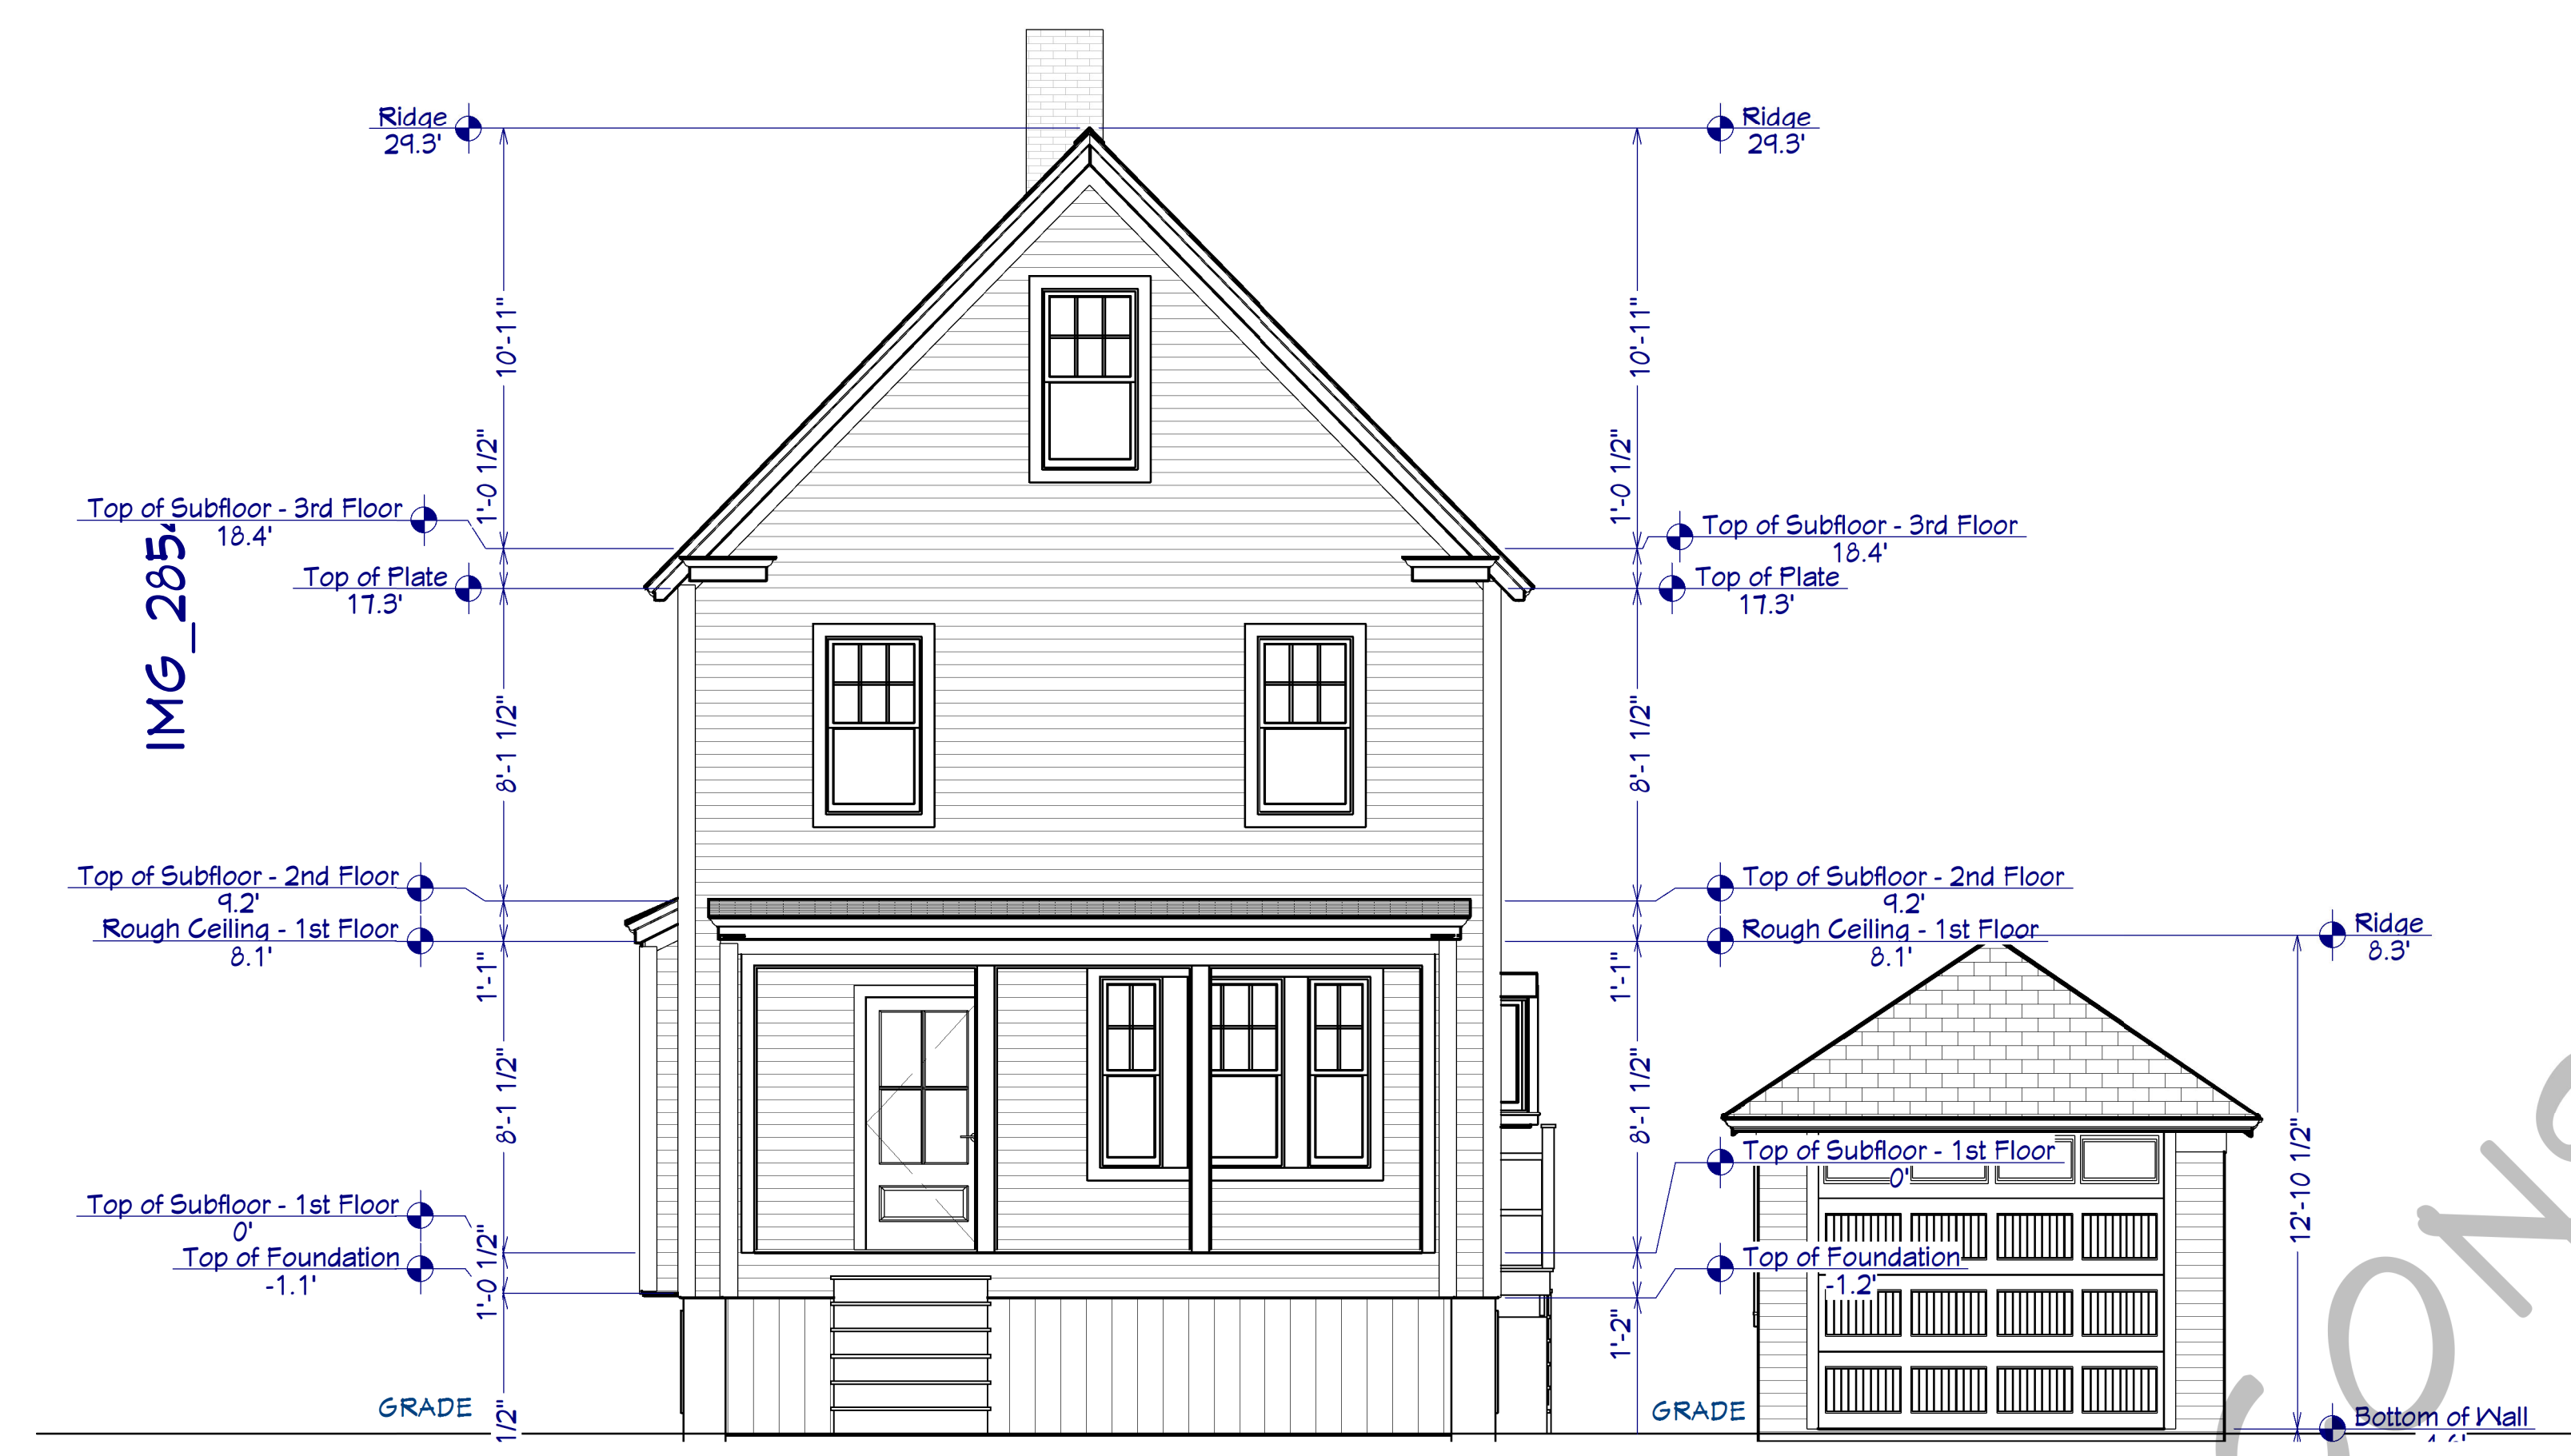 Ridge
29.3'
Ridge
29.3'
10'-11"
10'-11"
1'-0 1/2"
1'-0 1/2"
Top of Subfloor - 3rd Floor
18.4'
Top of Subfloor - 3rd Floor
18.4'
IMG_285
Top of Plate
17.3'
Top of Plate
17.3'
8'-1 1/2"
8'-1 1/2"
Top of Subfloor - 2nd Floor
9.2'
Top of Subfloor - 2nd Floor
9.2'
Rough Ceiling - 1st Floor
8.1'
Rough Ceiling - 1st Floor
8.1'
Ridge
8.3'
1'-1"
1'-1"
8'-1 1/2"
8'-1 1/2"
12'-10 1/2"
Top of Subfloor - 1st Floor
0'
Top of Subfloor - 1st Floor
0'
Top of Foundation
-1.1'
Top of Foundation
-1.2'
1'-0 1/2"
1'-2"
GRADE
1/2"
GRADE
Bottom of Wall
CONS